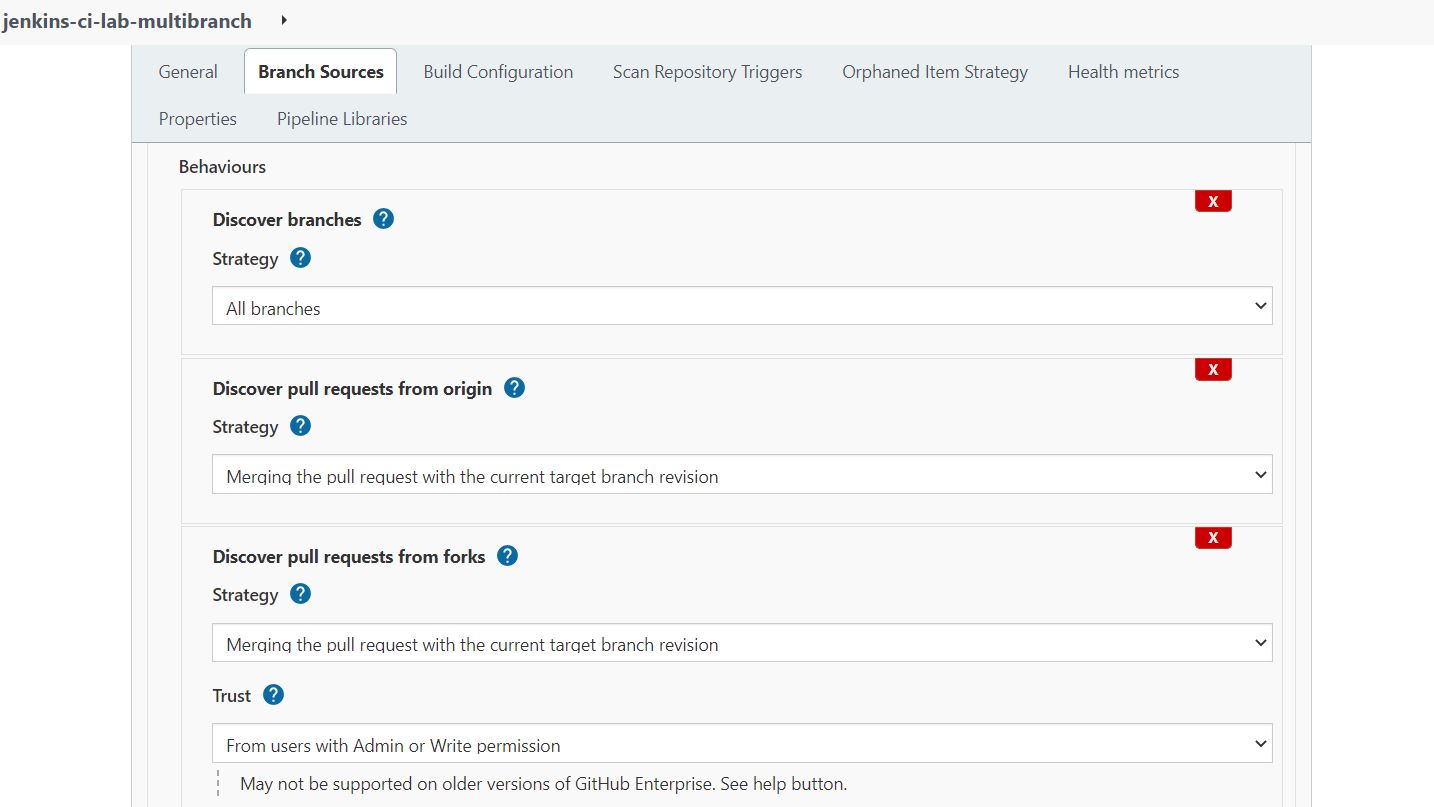 jenkins-ci-lab-multibranch
General Branch Sources Build Configuration Scan Repository Triggers Orphaned Item Strategy Health metrics
Properties Pipeline Libraries
Behaviours
X
Discover branches ?
Strategy ?
All branches
X
Discover pull requests from origin ?
Strategy ?
Merging the pull request with the current target branch revision
X
Discover pull requests from forks ?
Strategy ?
Merging the pull request with the current target branch revision
Trust ?
From users with Admin or Write permission
May not be supported on older versions of GitHub Enterprise. See help button.